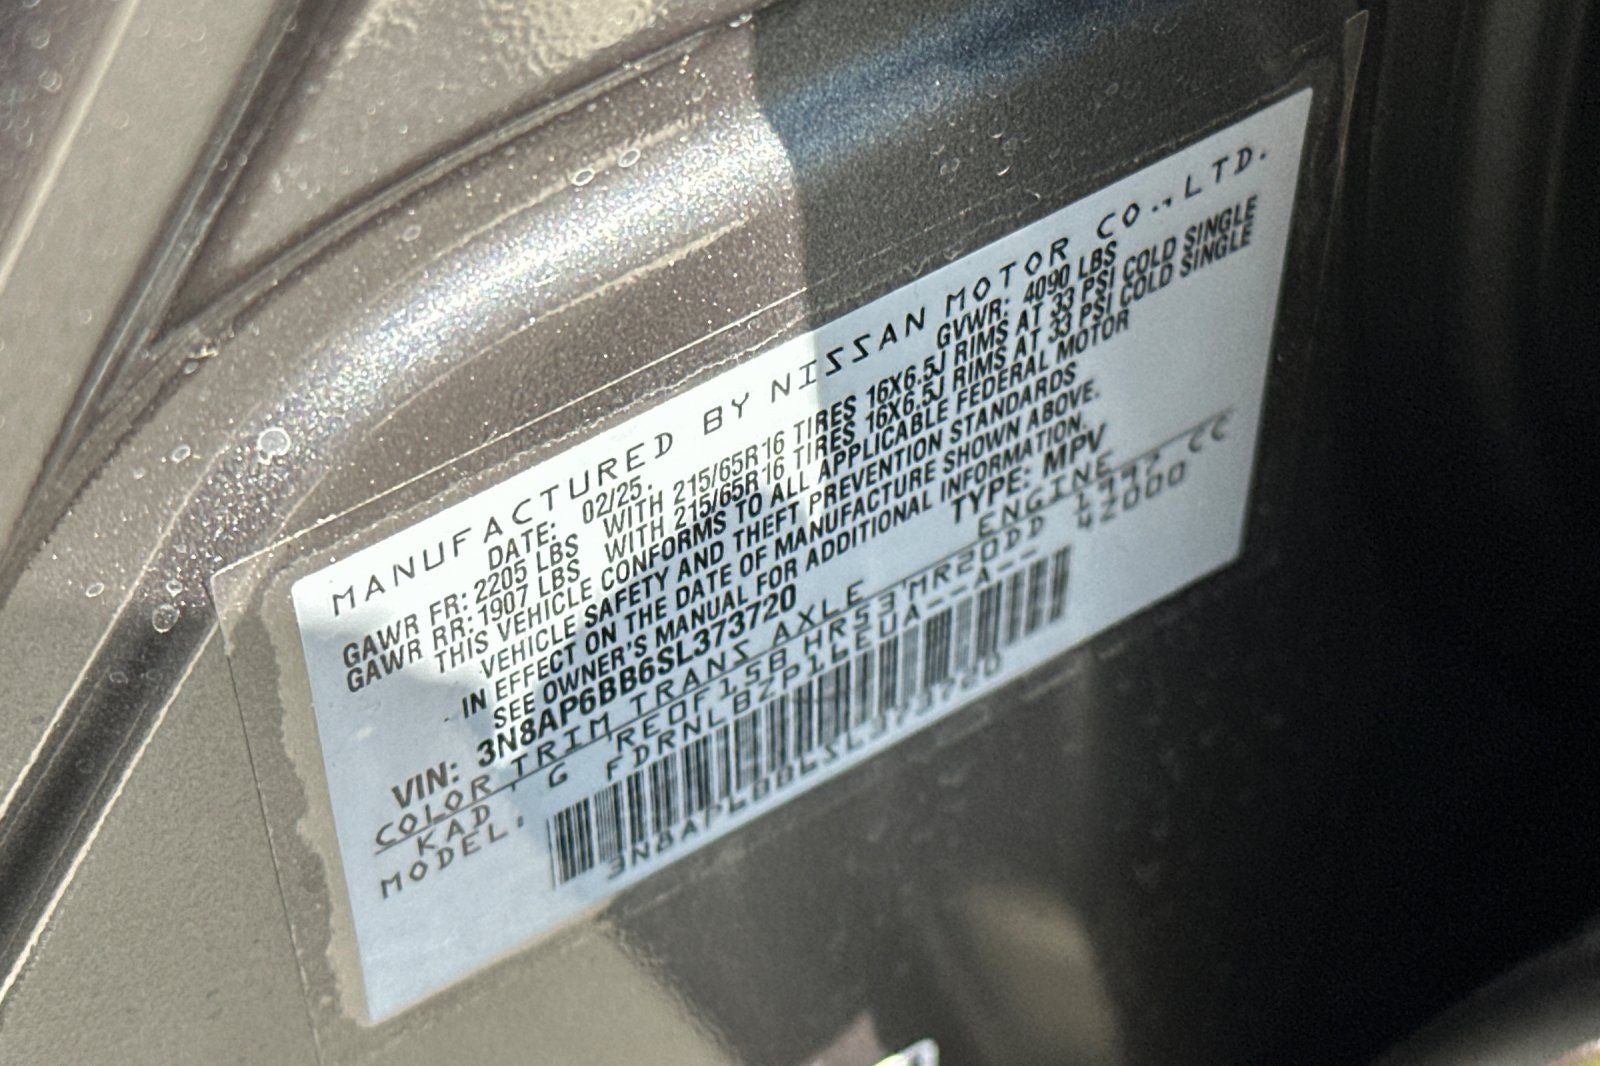 MANUFACTURED BY NISSAN MOTOR CO.,LTD.
DATE: 02/25. GVWR: 4090 LBS
GAWR FR: 2205 LBS WITH 215/65R16 TIRES 16X6.5J RIMS AT 33 PSI COLD SINGLE
GAWR RR: 1907 LBS WITH 215/65R16 TIRES 16X6.5J RIMS AT 33 PSI COLD SINGLE
THIS VEHICLE CONFORMS TO ALL APPLICABLE FEDERAL MOTOR
VEHICLE SAFETY AND THEFT PREVENTION STANDARDS
IN EFFECT ON THE DATE OF MANUFACTURE SHOWN ABOVE.
SEE OWNER'S MANUAL FOR ADDITIONAL INFORMATION.
VIN: 3N8AP6BB6SL373720 TYPE: MPV
COLOR TRIM TRANS AXLE ENGINE
KAD G RE0F15B HR53 MR20DD 1997 CC
MODEL: FDRNLBZP1LEUA--A- 42000
3N8AP6BB6SL373720